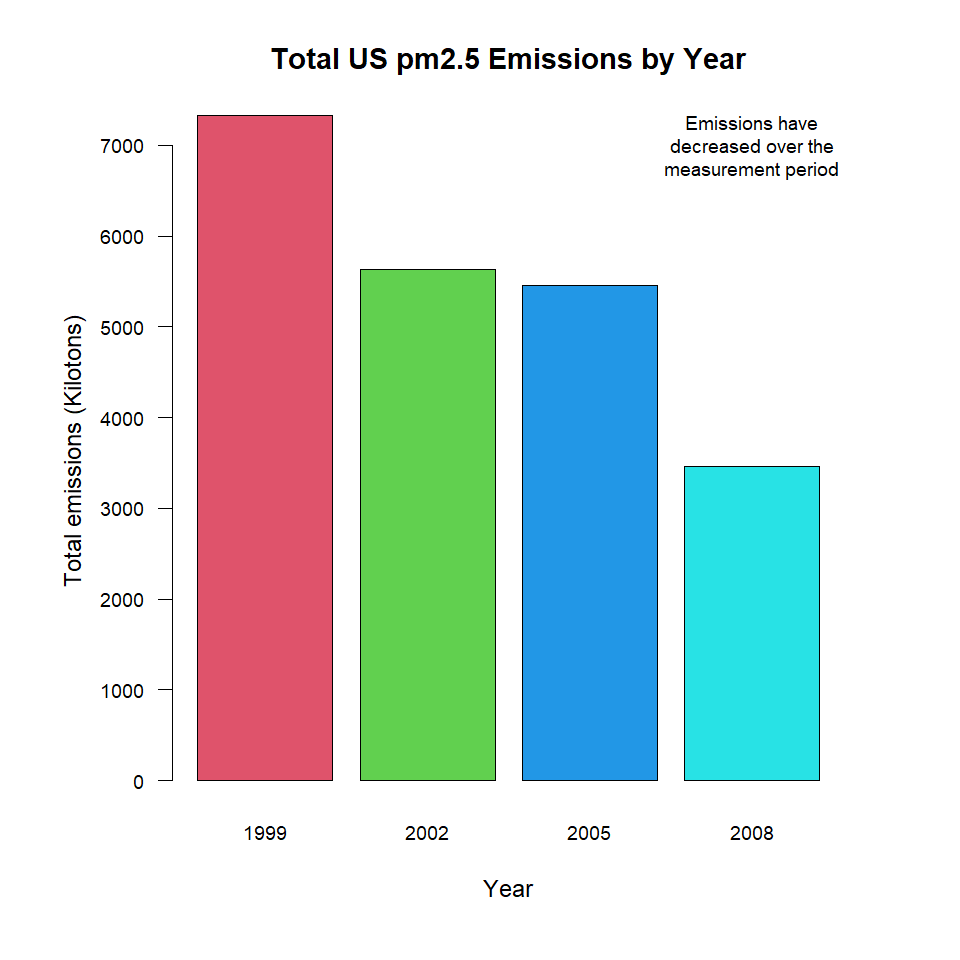 Total US pm2.5 Emissions by Year
Emissions have
decreased over the
measurement period
Total emissions (Kilotons)
7000
6000
5000
4000
3000
2000
1000
0
1999 2002 2005 2008
Year